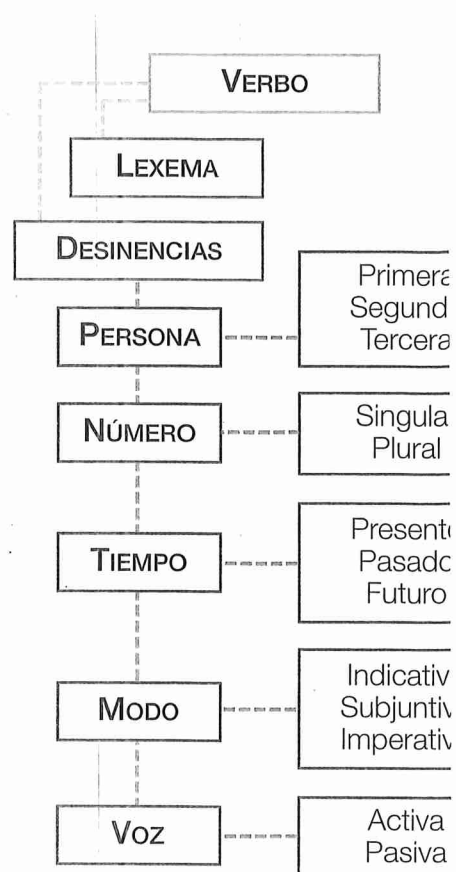 VERBO
LEXEMA
DESINENCIAS
PERSONA
Primera
Segund
Tercera
NÚMERO
Singula
Plural
TIEMPO
Present
Pasado
Futuro
MODO
Indicativ
Subjuntiv
Imperativ
VOZ
Activa
Pasiva